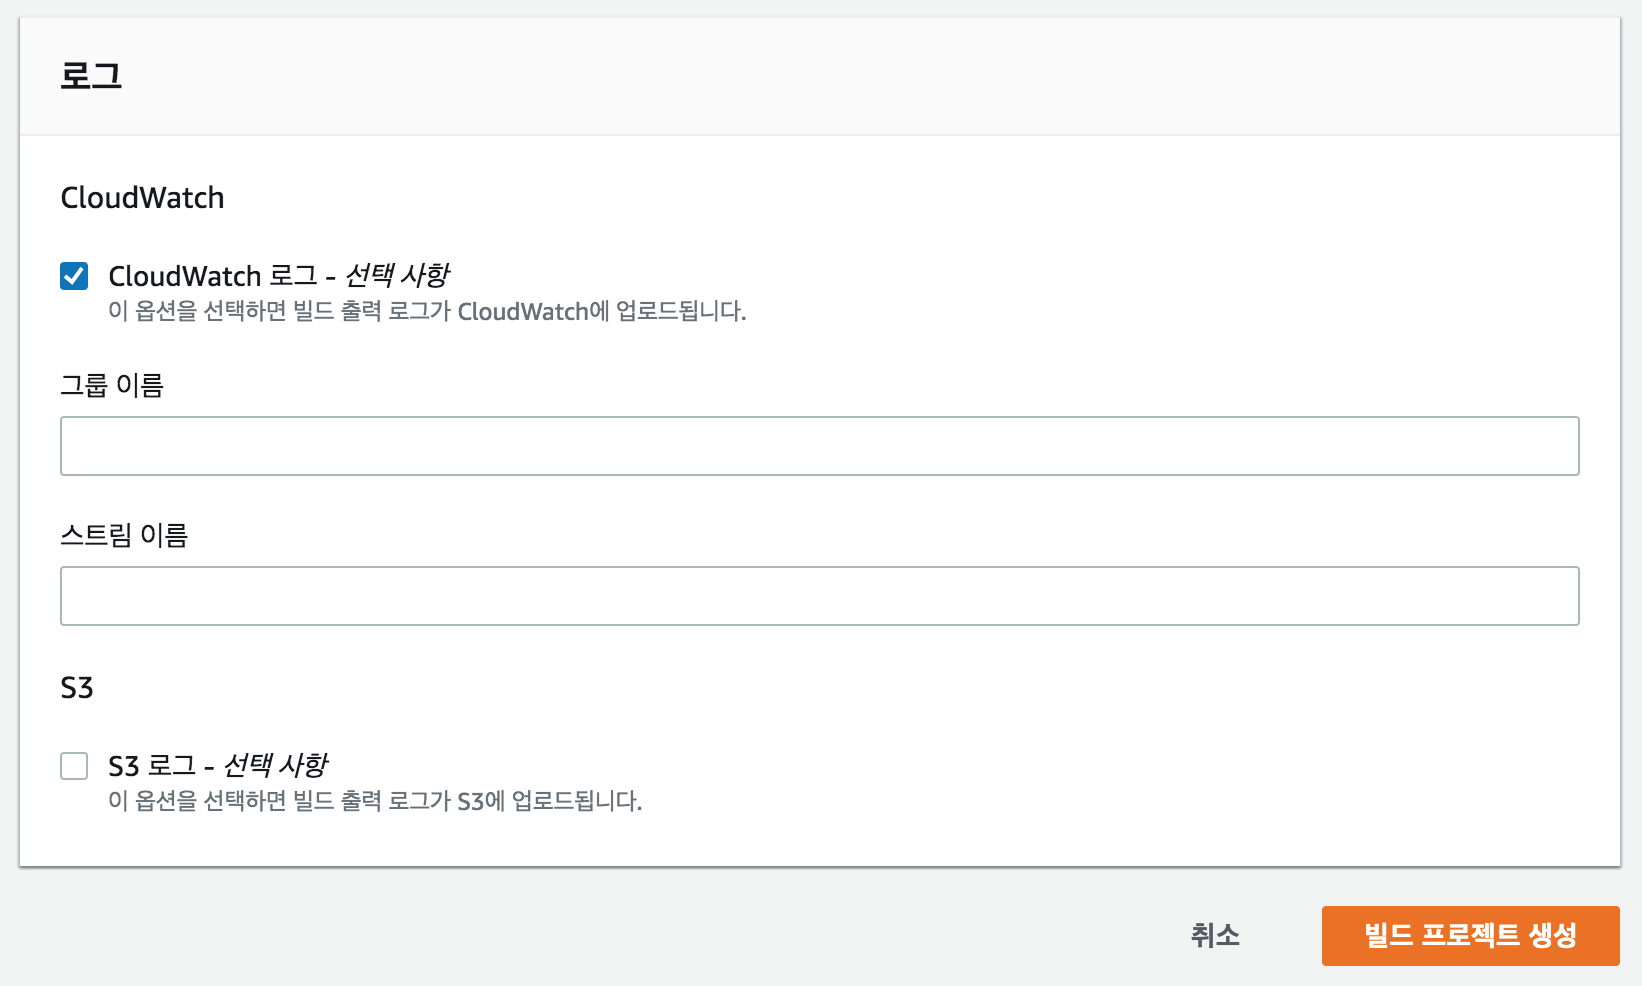 로그
CloudWatch
CloudWatch 로그 - 선택 사항
이 옵션을 선택하면 빌드 출력 로그가 CloudWatch에 업로드됩니다.
그룹 이름
스트림 이름
S3
S3 로그 - 선택 사항
이 옵션을 선택하면 빌드 출력 로그가 S3에 업로드됩니다.
취소
빌드 프로젝트 생성